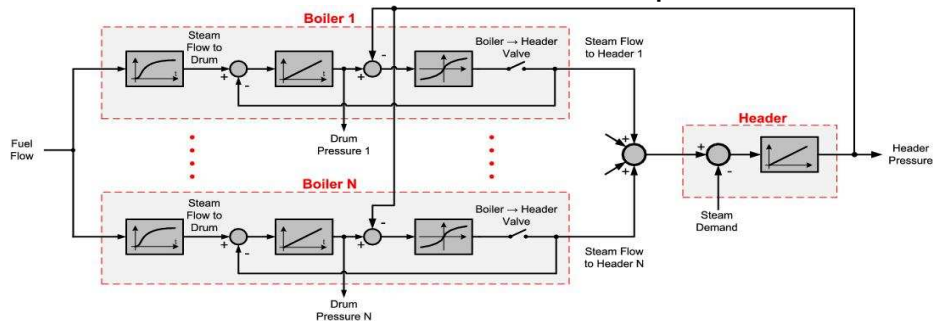 Boiler 1
Steam
Flow to
Drum
+
-
t
t
-
+
Boiler → Header
Valve
Steam Flow
to Header 1
Drum
Pressure 1
Fuel
Flow
+
+
Header
+
-
t
Header
Pressure
Steam
Demand
Boiler N
Steam
Flow to
Drum
+
-
t
t
-
+
Boiler → Header
Valve
Steam Flow
to Header N
Drum
Pressure N